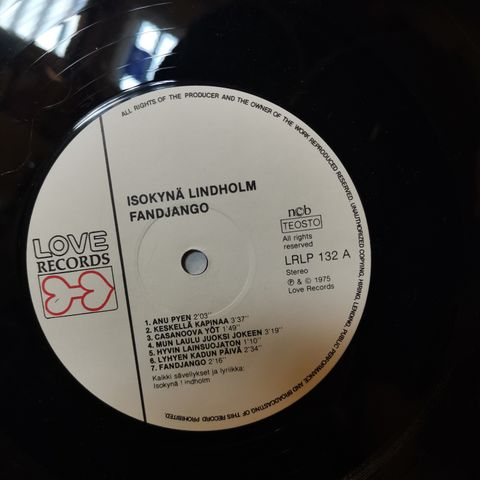 ALL RIGHTS OF THE PRODUCER AND THE OWNER OF THE WORK REPRODUCED RESERVED. UNAUTHORIZED COPYING, HIRING, LENDING, PUBLIC PERFORMANCE AND BROADCASTING OF THIS RECORD PROHIBITED.
ISOKYNÄ LINDHOLM
FANDJANGO
LOVE
RECORDS
ncb
TEOSTO
All rights
reserved
LRLP 132 A
Stereo
℗ & © 1975
Love Records
1. ANU PYEN 2'03"
2. KESKELLÄ KAPINAA 3'37"
3. CASANOOVA YÖT 1'49"
4. MUN LAULU JUOKSI JOKEEN 3'19"
5. HYVIN LAINSUOJATON 1'10"
6. LYHYEN KADUN PÄIVÄ 2'34"
7. FANDJANGO 2'16"
Kaikki sävellykset ja lyriikka:
Isokynä Lindholm